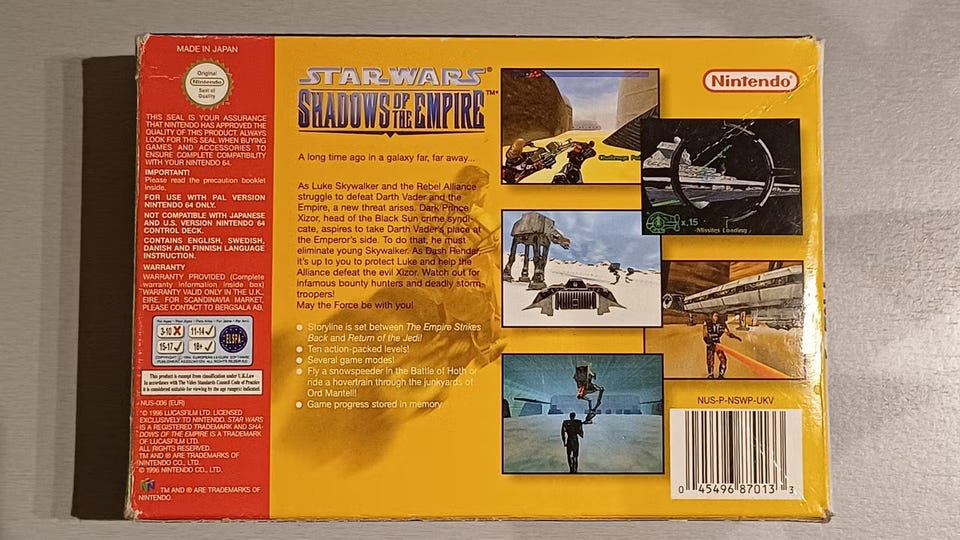 MADE IN JAPAN
Original
Nintendo
Seal of
Quality
THIS SEAL IS YOUR ASSURANCE
THAT NINTENDO HAS APPROVED THE
QUALITY OF THIS PRODUCT. ALWAYS
LOOK FOR THIS SEAL WHEN BUYING
GAMES AND ACCESSORIES TO
ENSURE COMPLETE COMPATIBILITY
WITH YOUR NINTENDO 64.
IMPORTANT!
Please read the precaution booklet
inside.
FOR USE WITH PAL VERSION
NINTENDO 64 ONLY.
NOT COMPATIBLE WITH JAPANESE
AND U.S. VERSION NINTENDO 64
CONTROL DECK.
CONTAINS ENGLISH, SWEDISH,
DANISH AND FINNISH LANGUAGE
INSTRUCTION.
WARRANTY
WARRANTY PROVIDED (Complete
warranty information inside box)
WARRANTY VALID ONLY IN THE U.K.,
EIRE. FOR SCANDINAVIA MARKET,
PLEASE CONTACT TO BERGSALA AB.
3-10 11-14
15-17 18+
ELSPA
This product is exempt from classification under U.K. Law
In accordance with The Video Standards Council Code of Practice
it is considered suitable for viewing by the age range(s) indicated.
NUS-006 (EUR)
© 1996 LUCASFILM LTD. LICENSED
EXCLUSIVELY TO NINTENDO. STAR WARS
IS A REGISTERED TRADEMARK AND SHA-
DOWS OF THE EMPIRE IS A TRADEMARK
OF LUCASFILM LTD.
ALL RIGHTS RESERVED.
TM AND ® ARE TRADEMARKS OF
NINTENDO CO., LTD.
© 1996 NINTENDO CO., LTD.
TM AND ® ARE TRADEMARKS OF
NINTENDO.
STAR WARS®
SHADOWS OF THE EMPIRE™
A long time ago in a galaxy far, far away...
As Luke Skywalker and the Rebel Alliance
struggle to defeat Darth Vader and the
Empire, a new threat arises. Dark Prince
Xizor, head of the Black Sun crime syndi-
cate, aspires to take Darth Vader's place at
the Emperor's side. To do that, he must
eliminate young Skywalker. As Dash Rendar,
it's up to you to protect Luke and help the
Alliance defeat the evil Xizor. Watch out for
infamous bounty hunters and deadly storm-
troopers!
May the Force be with you!
● Storyline is set between The Empire Strikes
Back and Return of the Jedi!
● Ten action-packed levels!
● Several game modes!
● Fly a snowspeeder in the Battle of Hoth or
ride a hovertrain through the junkyards of
Ord Mantell!
● Game progress stored in memory.
Nintendo®
Challenge
x.15
Missiles Loading
NUS-P-NSWP-UKV
0 45496 87013 3